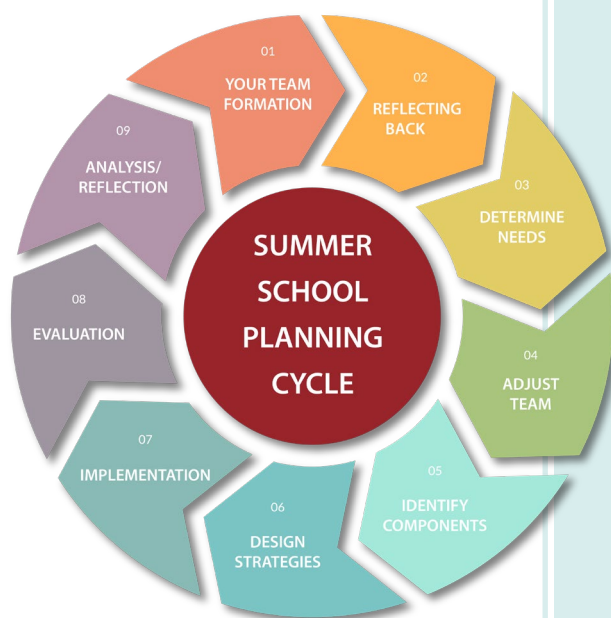 SUMMER
SCHOOL
PLANNING
CYCLE
01
YOUR TEAM
FORMATION
02
REFLECTING
BACK
03
DETERMINE
NEEDS
04
ADJUST
TEAM
05
IDENTIFY
COMPONENTS
06
DESIGN
STRATEGIES
07
IMPLEMENTATION
08
EVALUATION
09
ANALYSIS/
REFLECTION